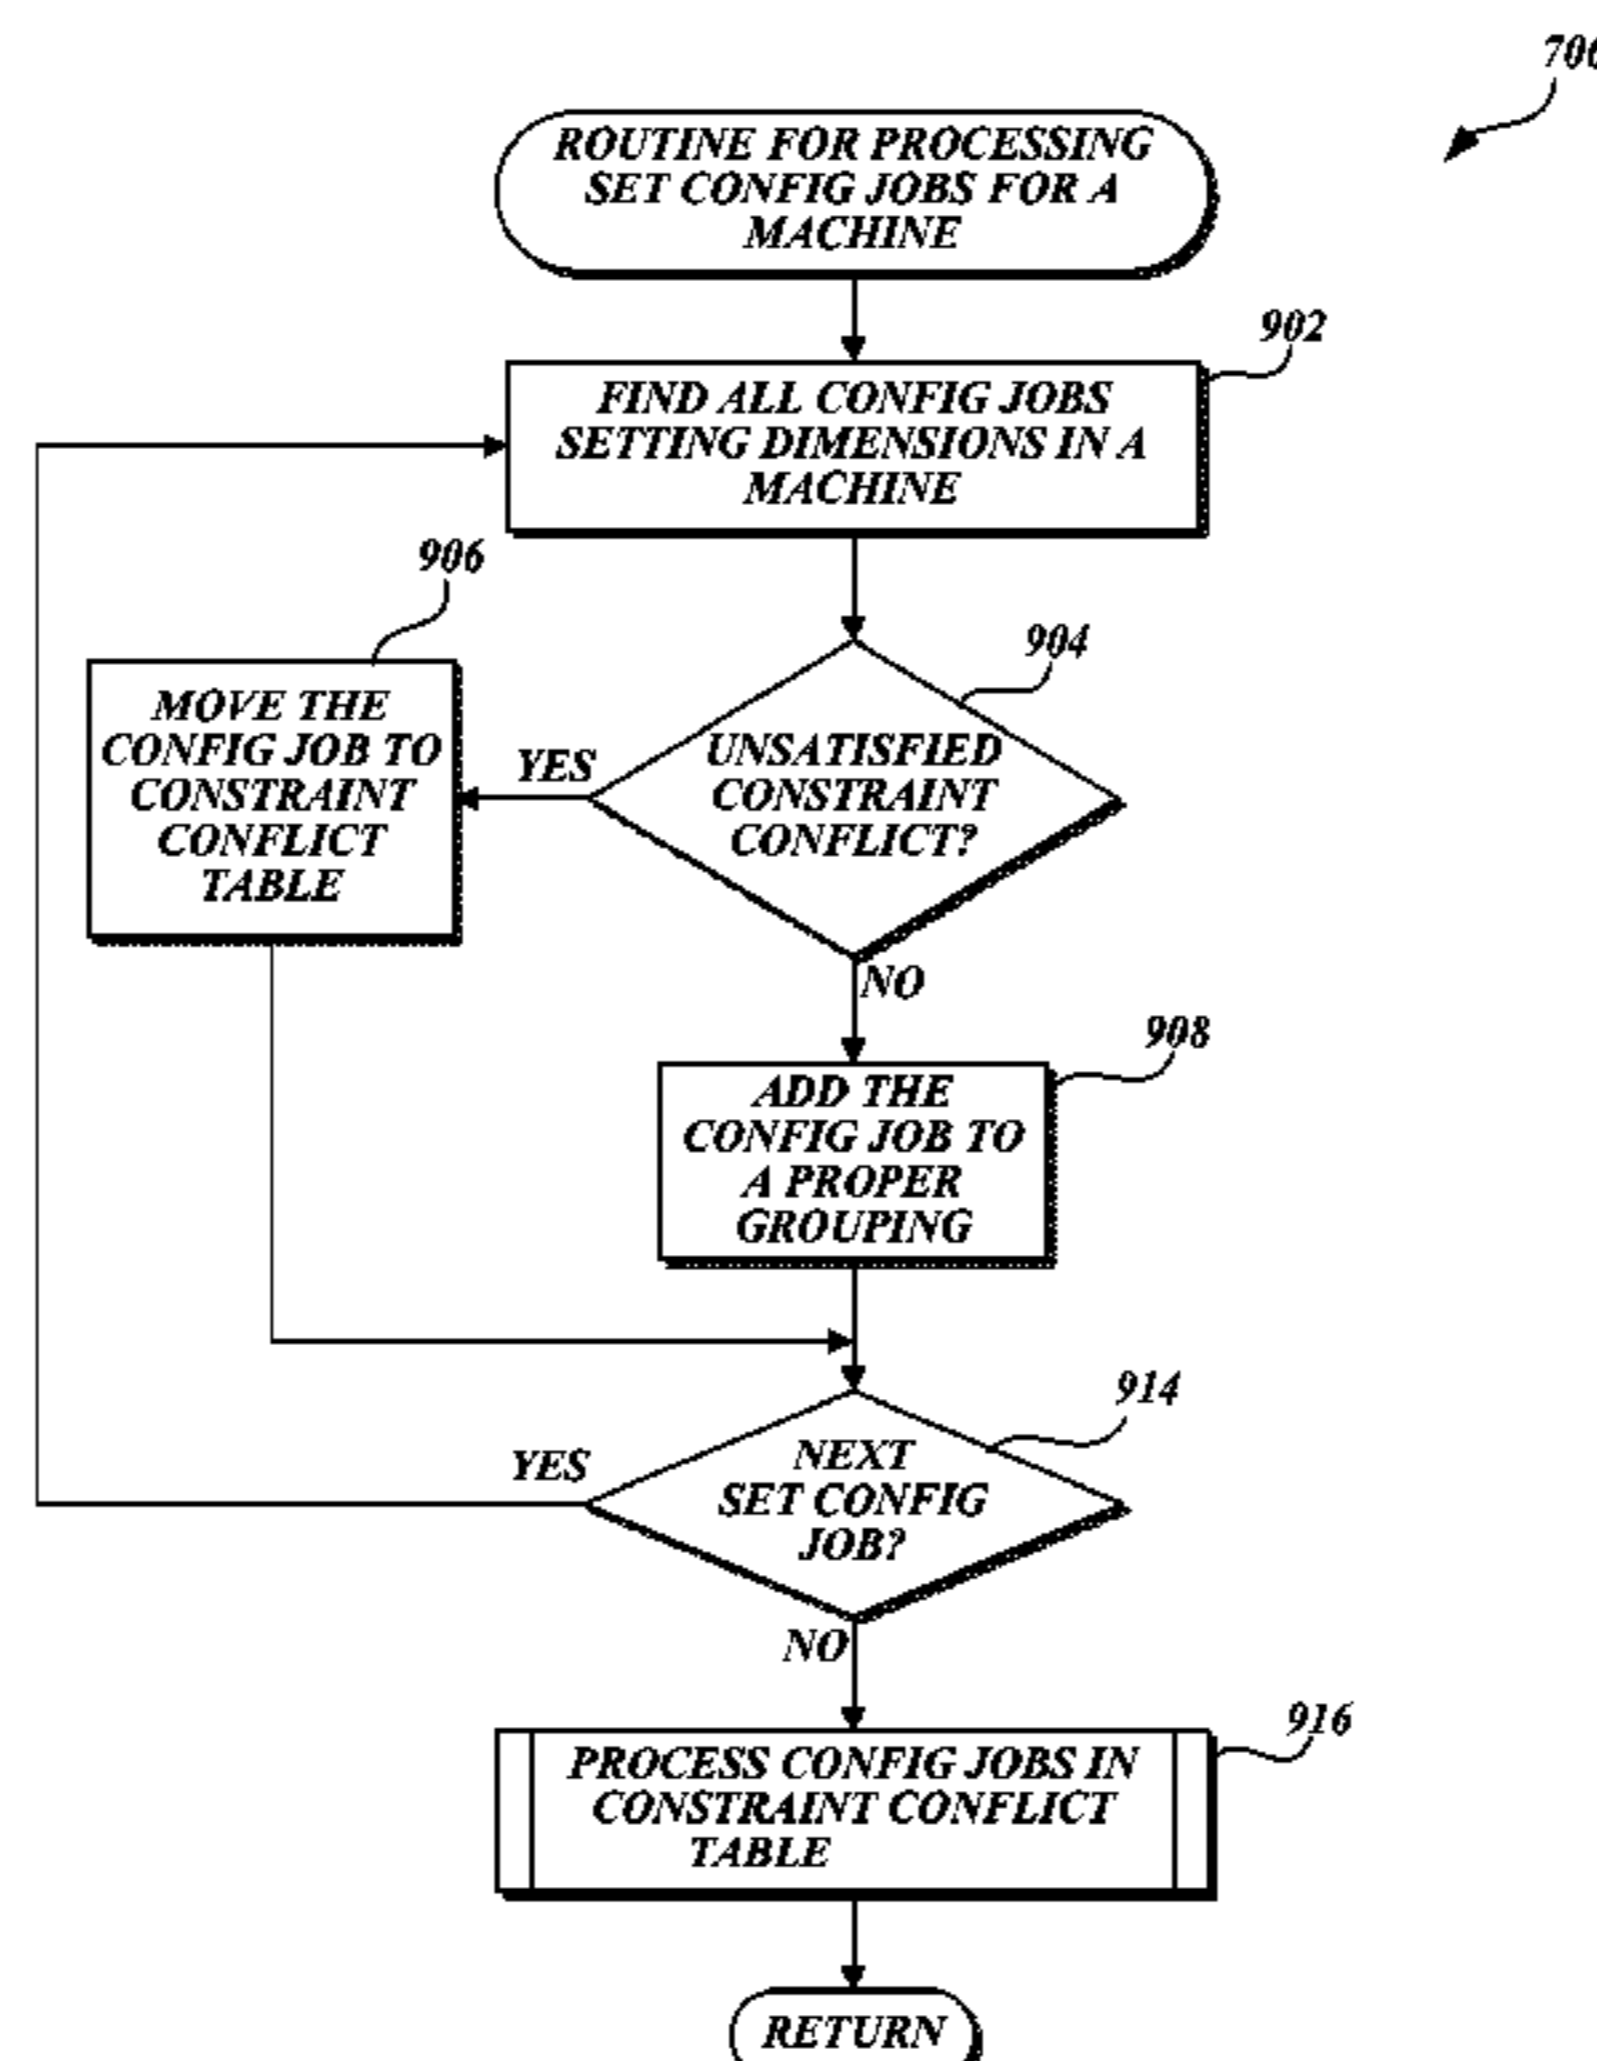 706
ROUTINE FOR PROCESSING
SET CONFIG JOBS FOR A
MACHINE
902
FIND ALL CONFIG JOBS
SETTING DIMENSIONS IN A
MACHINE
906
904
MOVE THE
CONFIG JOB TO
CONSTRAINT
CONFLICT
TABLE
YES
UNSATISFIED
CONSTRAINT
CONFLICT?
NO
908
ADD THE
CONFIG JOB TO
A PROPER
GROUPING
914
YES
NEXT
SET CONFIG
JOB?
NO
916
PROCESS CONFIG JOBS IN
CONSTRAINT CONFLICT
TABLE
RETURN